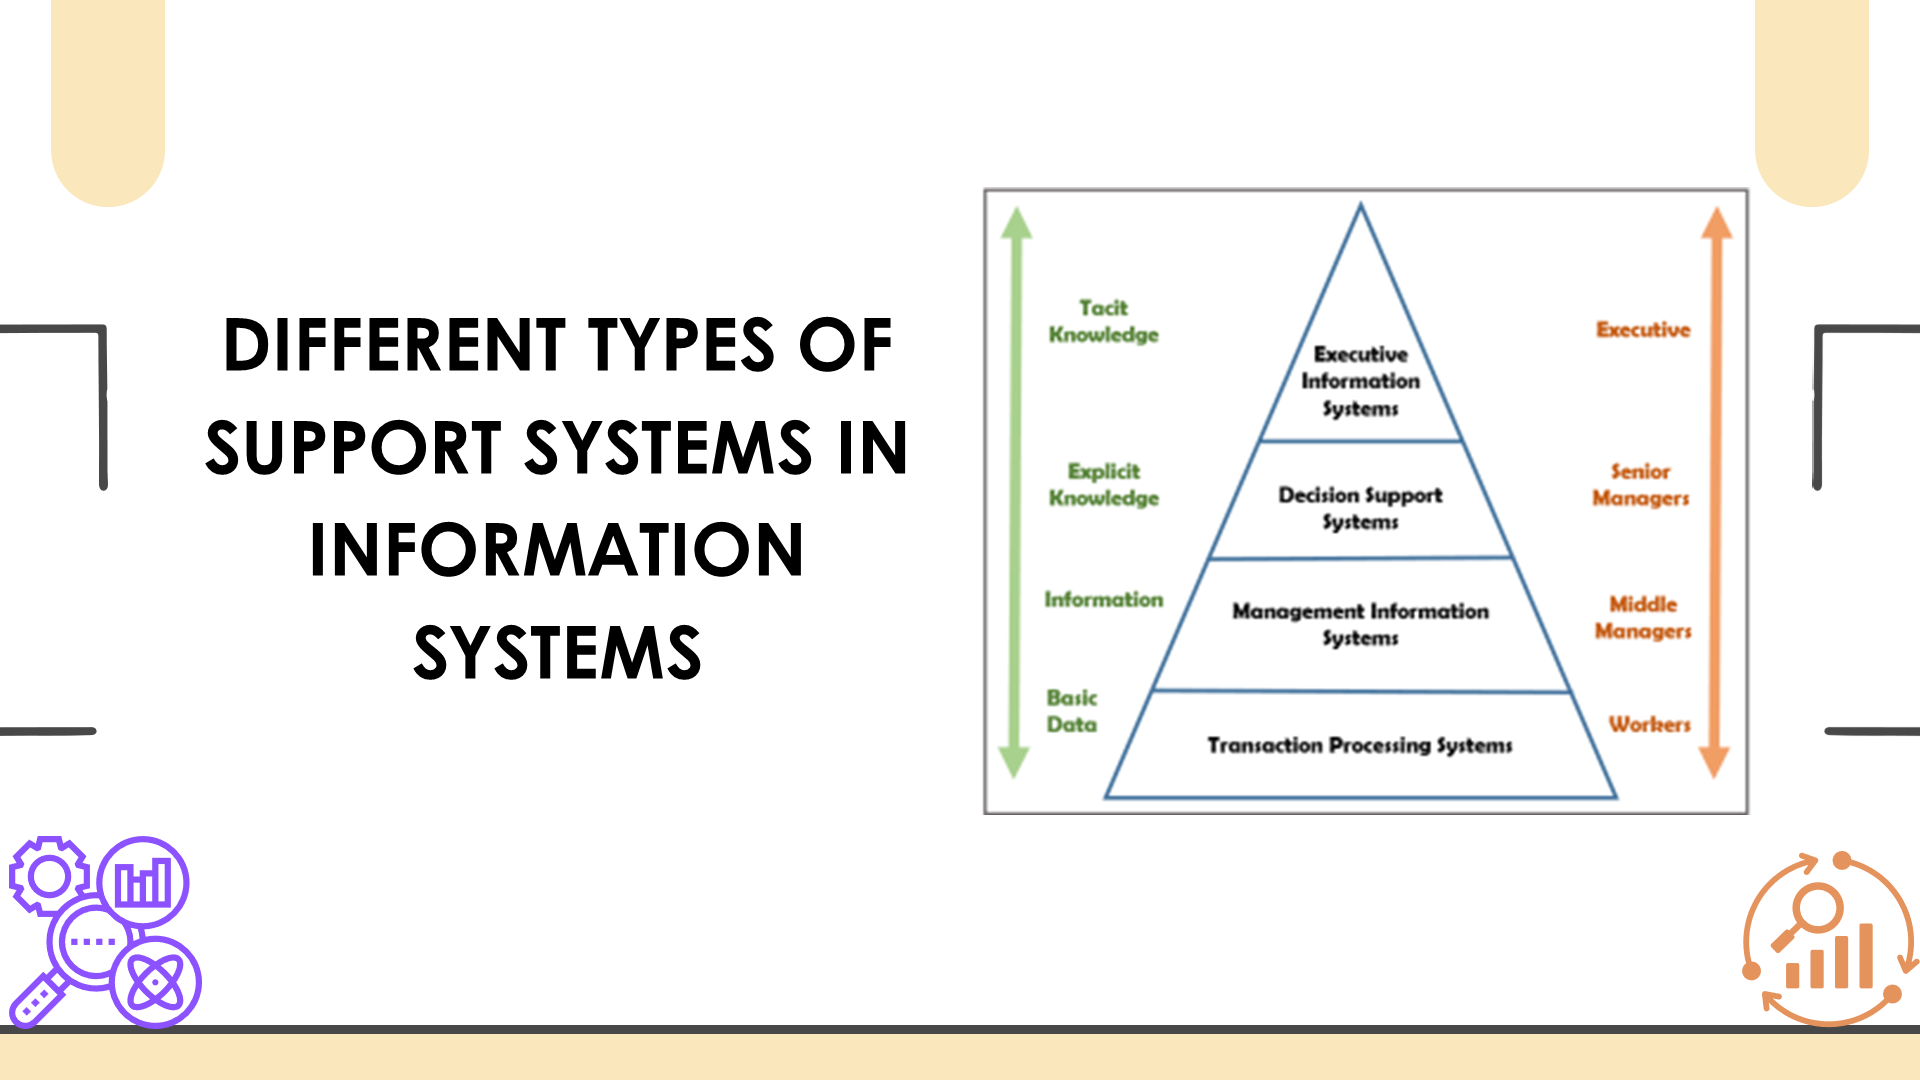 DIFFERENT TYPES OF
SUPPORT SYSTEMS IN
INFORMATION
SYSTEMS
Tacit
Knowledge
Explicit
Knowledge
Information
Basic
Data
Executive
Information
Systems
Decision Support
Systems
Management Information
Systems
Transaction Processing Systems
Executive
Senior
Managers
Middle
Managers
Workers